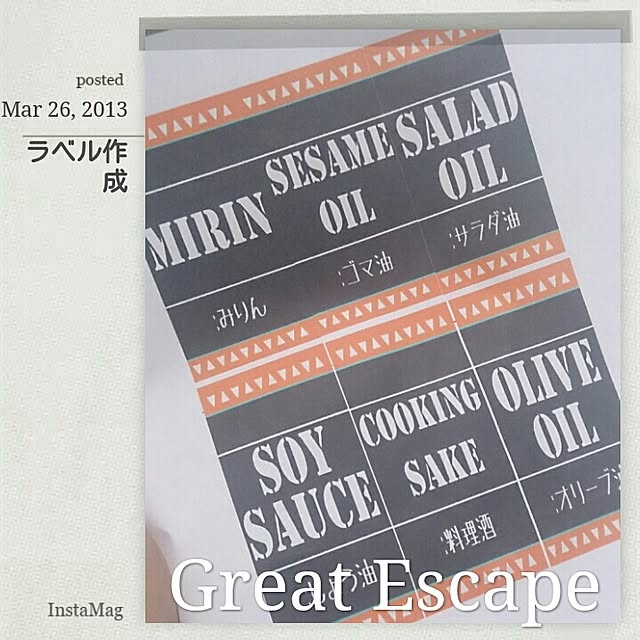 posted
Mar 26, 2013
ラベル作
成
MIRIN
SESAME
OIL
SALAD
OIL
:みりん
:ゴマ油
:サラダ油
SOY
SAUCE
COOKING
SAKE
OLIVE
OIL
:料理酒
:オリーブ油
Great Escape
InstaMag